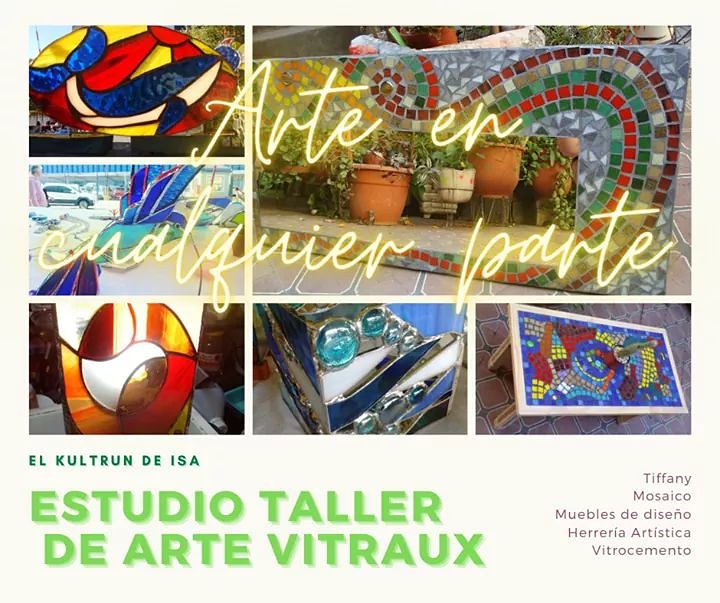 Arte en
cualquier parte
EL KULTRUN DE ISA
ESTUDIO TALLER
DE ARTE VITRAUX
Tiffany
Mosaico
Muebles de diseño
Herrería Artística
Vitrocemento